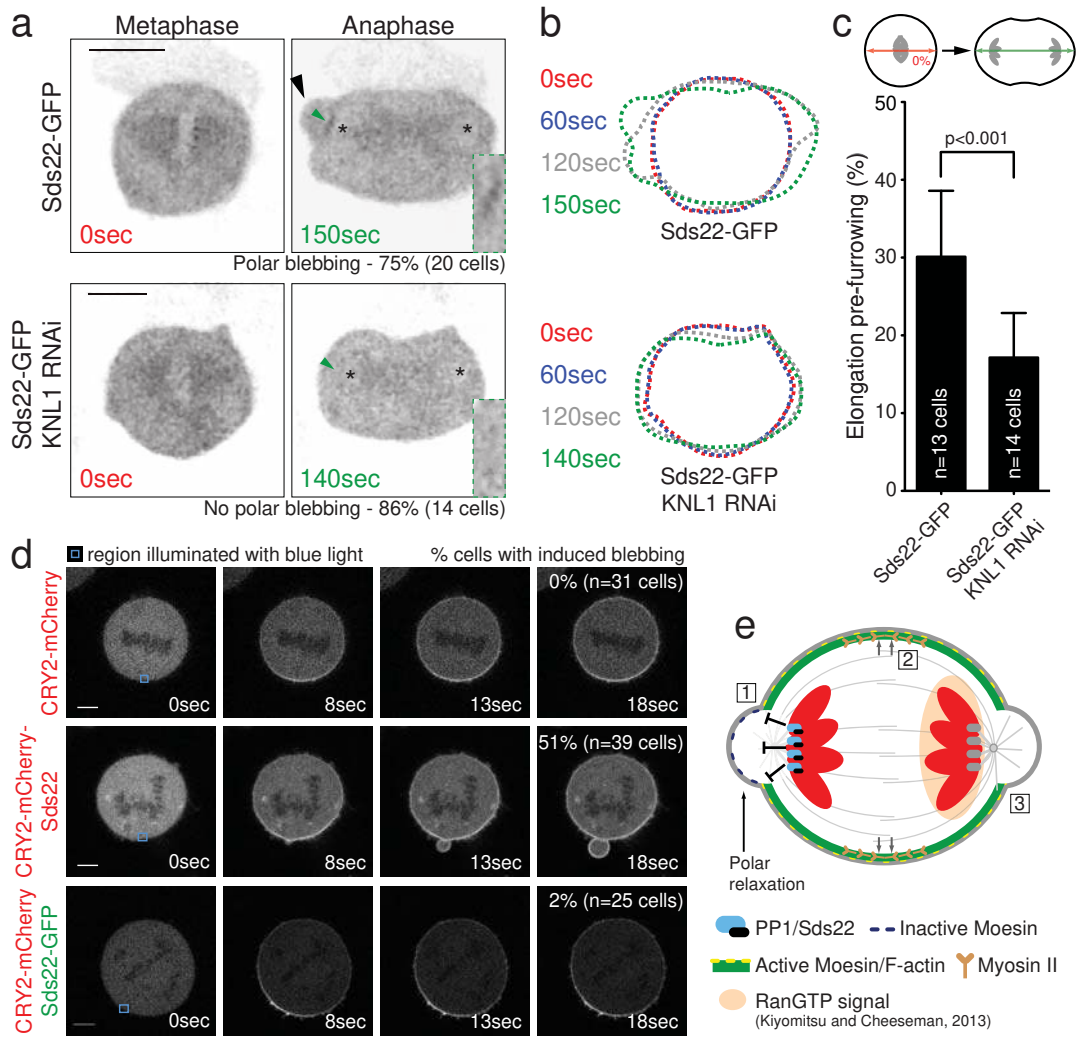 a
Metaphase
Anaphase
Sds22-GFP
0sec
*
*
150sec
Polar blebbing - 75% (20 cells)
Sds22-GFP
KNL1 RNAi
0sec
*
*
140sec
No polar blebbing - 86% (14 cells)
b
0sec
60sec
120sec
150sec
Sds22-GFP
0sec
60sec
120sec
140sec
Sds22-GFP
KNL1 RNAi
c
0%
Elongation pre-furrowing (%)
50
40
30
20
10
0
p<0.001
n=13 cells
n=14 cells
Sds22-GFP
Sds22-GFP
KNL1 RNAi
d
region illuminated with blue light
% cells with induced blebbing
CRY2-mCherry
0sec
8sec
13sec
0% (n=31 cells)
18sec
CRY2-mCherry-
Sds22
0sec
8sec
13sec
51% (n=39 cells)
18sec
CRY2-mCherry
Sds22-GFP
0sec
8sec
13sec
2% (n=25 cells)
18sec
e
1
2
3
Polar
relaxation
PP1/Sds22
Inactive Moesin
Active Moesin/F-actin
Myosin II
RanGTP signal
(Kiyomitsu and Cheeseman, 2013)